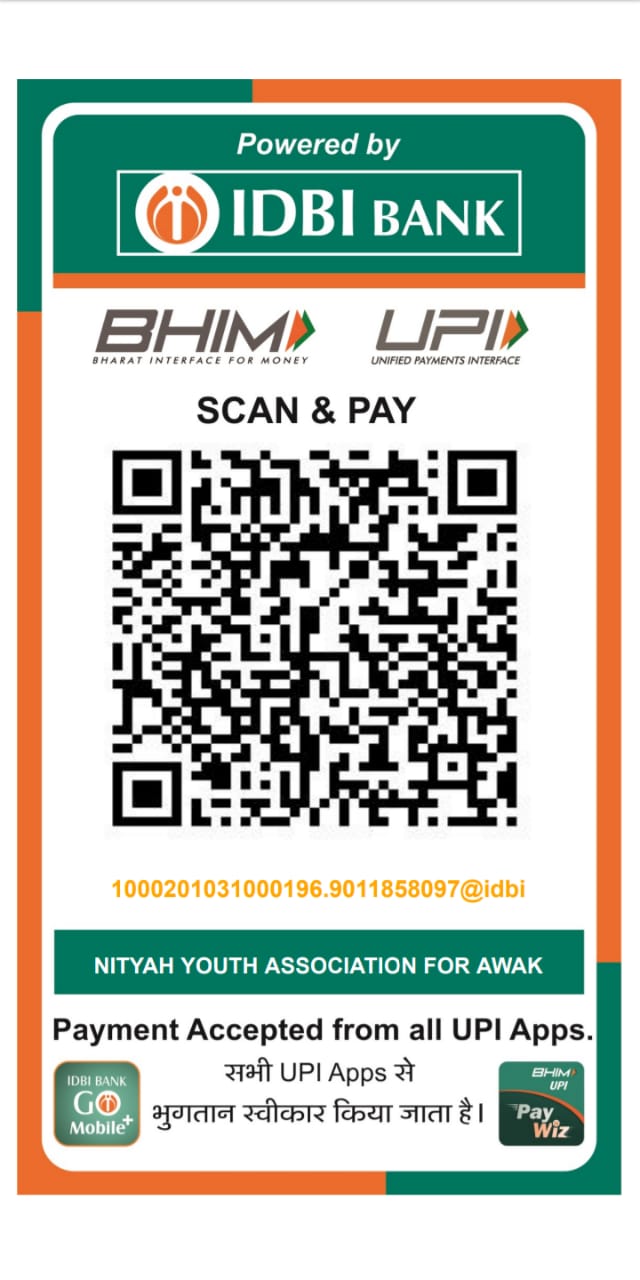 Powered by
IDBI BANK
BHIM UPI
BHARAT INTERFACE FOR MONEY UNIFIED PAYMENTS INTERFACE
SCAN & PAY
1000201031000196.9011858097@idbi
NITYAH YOUTH ASSOCIATION FOR AWAK
Payment Accepted from all UPI Apps.
सभी UPI Apps से
भुगतान स्वीकार किया जाता है।
IDBI BANK
GO
Mobile+
BHIM
UPI
Pay
Wiz